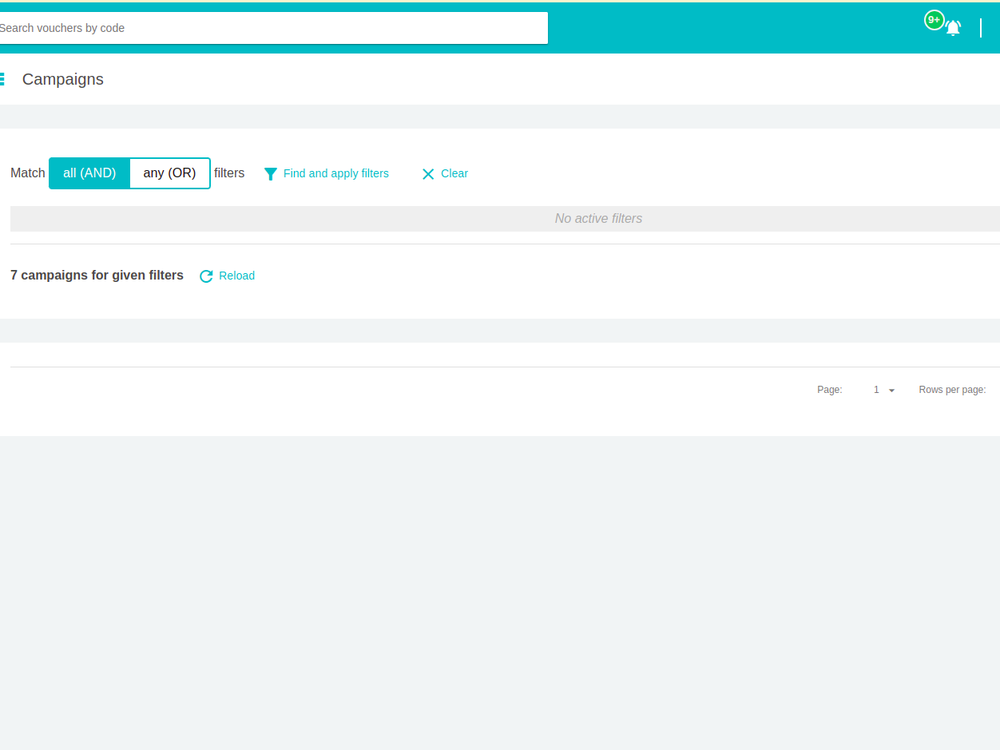 Search vouchers by code
9+
Campaigns
Match all (AND) any (OR) filters Find and apply filters Clear
No active filters
7 campaigns for given filters Reload
Page: 1 Rows per page: